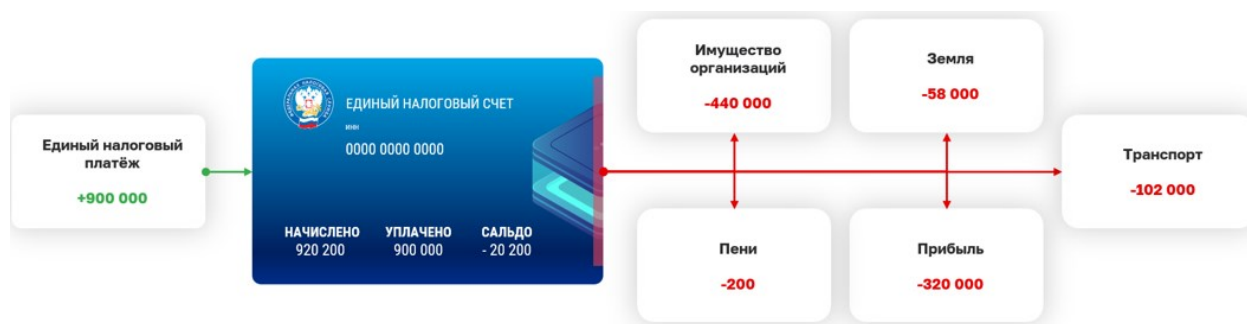 Единый налоговый
платёж
+900 000
ЕДИНЫЙ НАЛОГОВЫЙ СЧЕТ
ИНН
0000 0000 0000
НАЧИСЛЕНО УПЛАЧЕНО САЛЬДО
920 200 900 000 - 20 200
Имущество
организаций
-440 000
Земля
-58 000
Транспорт
-102 000
Пени
-200
Прибыль
-320 000